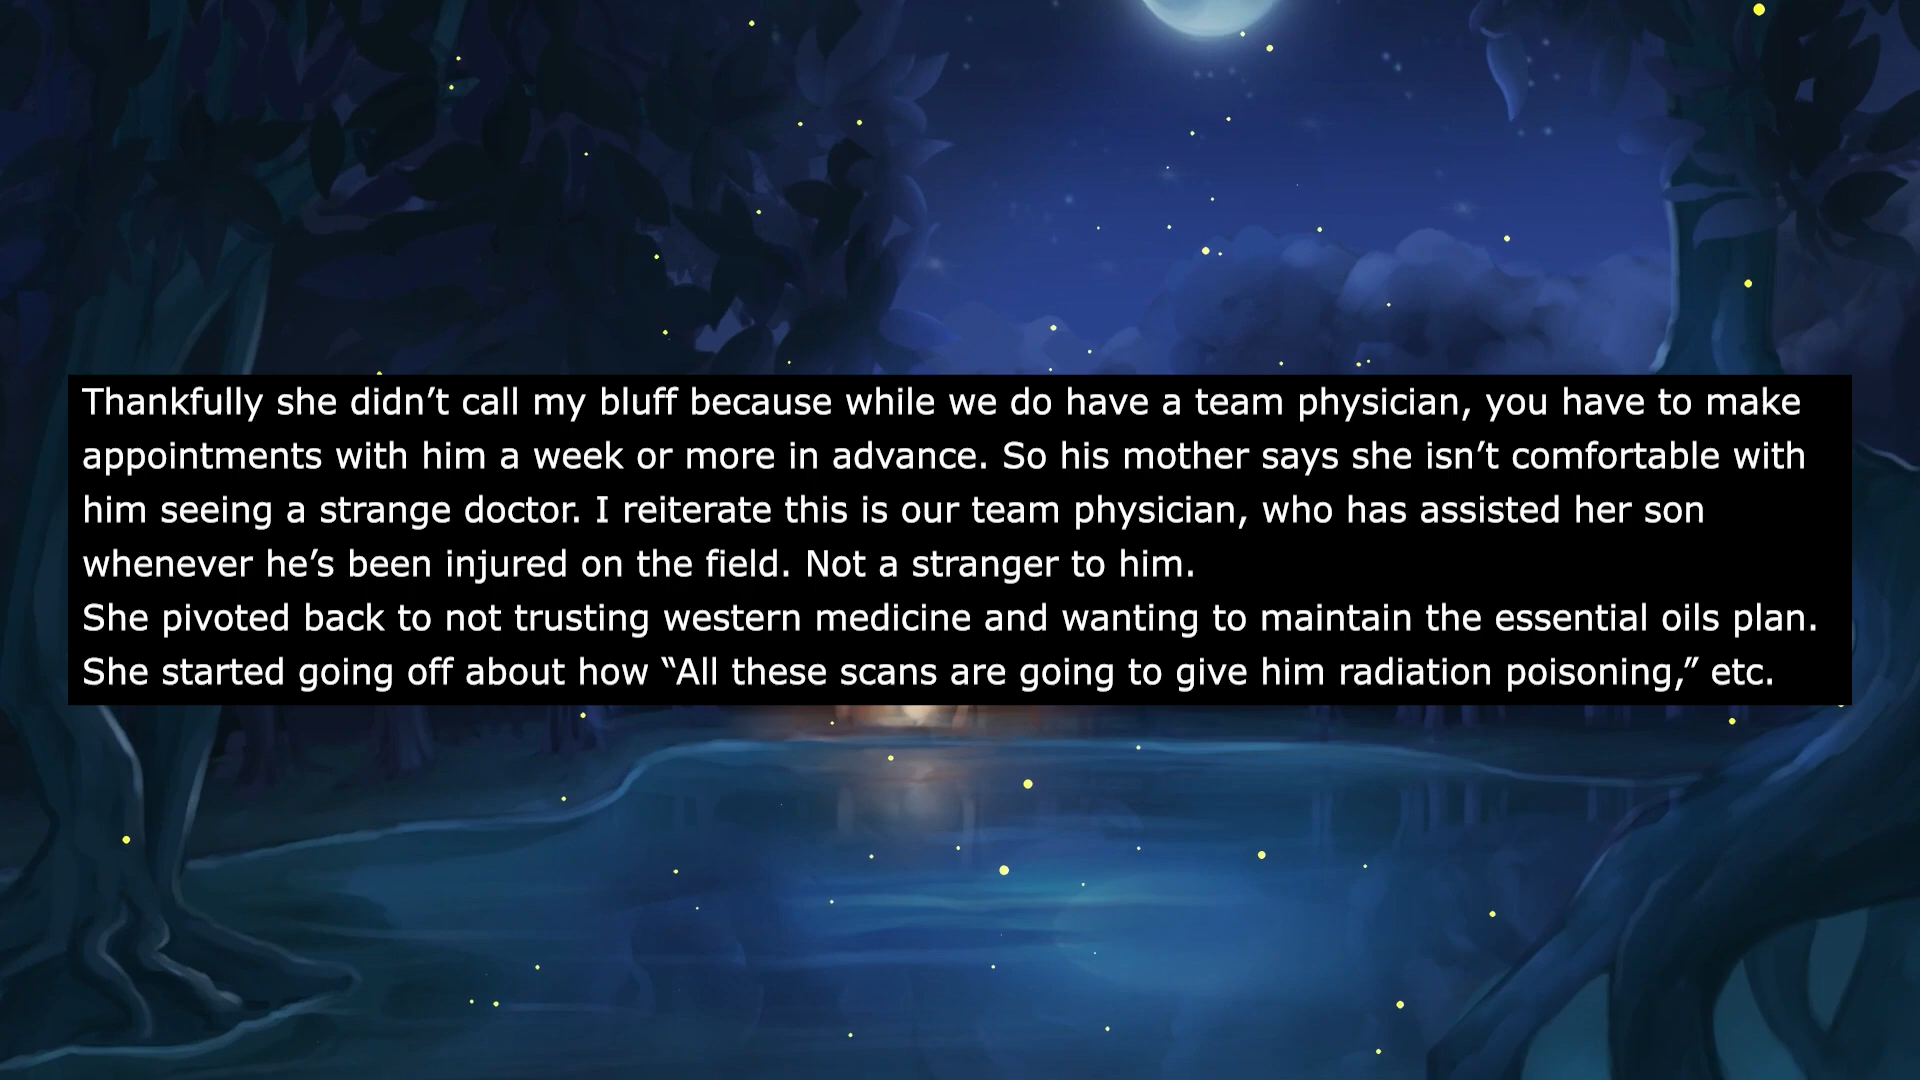 Thankfully she didn’t call my bluff because while we do have a team physician, you have to make
appointments with him a week or more in advance. So his mother says she isn’t comfortable with
him seeing a strange doctor. I reiterate this is our team physician, who has assisted her son
whenever he’s been injured on the field. Not a stranger to him.
She pivoted back to not trusting western medicine and wanting to maintain the essential oils plan.
She started going off about how “All these scans are going to give him radiation poisoning,” etc.